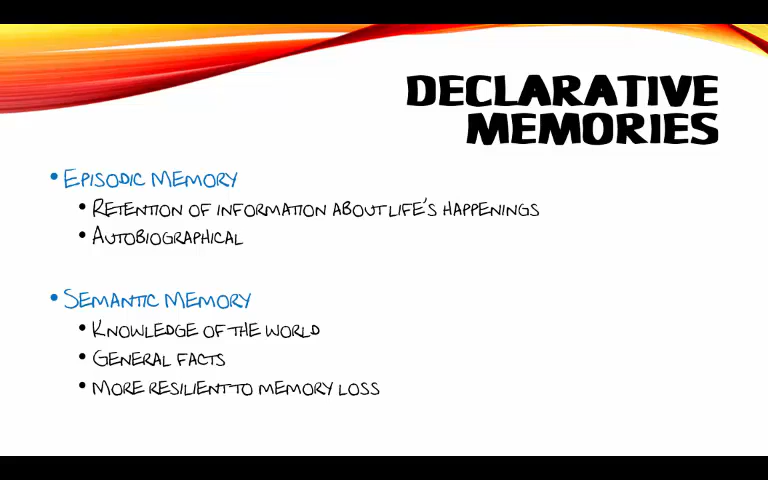 DECLARATIVE
MEMORIES
• EPISODIC MEMORY
• RETENTION OF INFORMATION ABOUT LIFE'S HAPPENINGS
• AUTOBIOGRAPHICAL
• SEMANTIC MEMORY
• KNOWLEDGE OF THE WORLD
• GENERAL FACTS
• MORE RESILIENT TO MEMORY LOSS